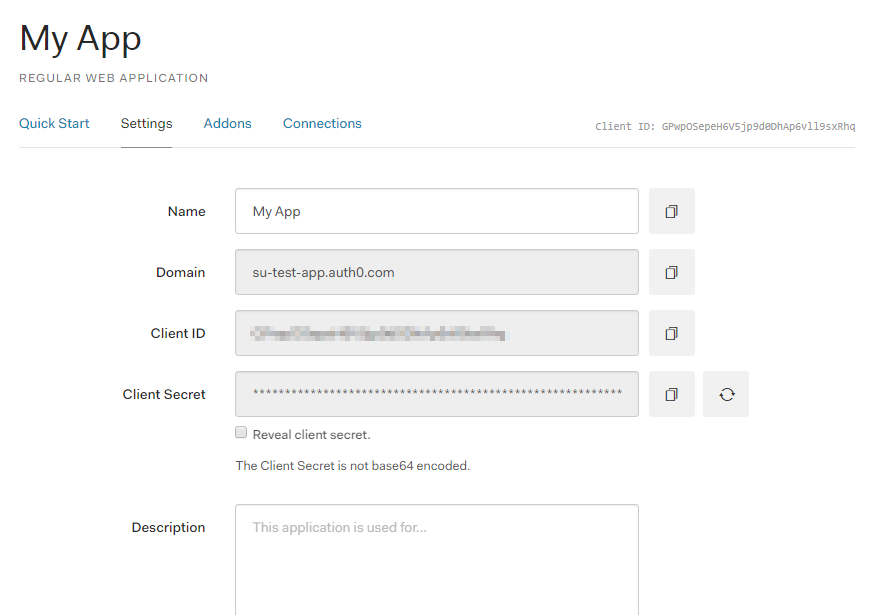 My App
REGULAR WEB APPLICATION
Quick Start Settings Addons Connections Client ID: GPwpOSepeH6V5jp9d0DhAp6vll9sxRhq
Name My App
Domain su-test-app.auth0.com
Client ID
Client Secret **********************************************************
Reveal client secret.
The Client Secret is not base64 encoded.
Description This application is used for...